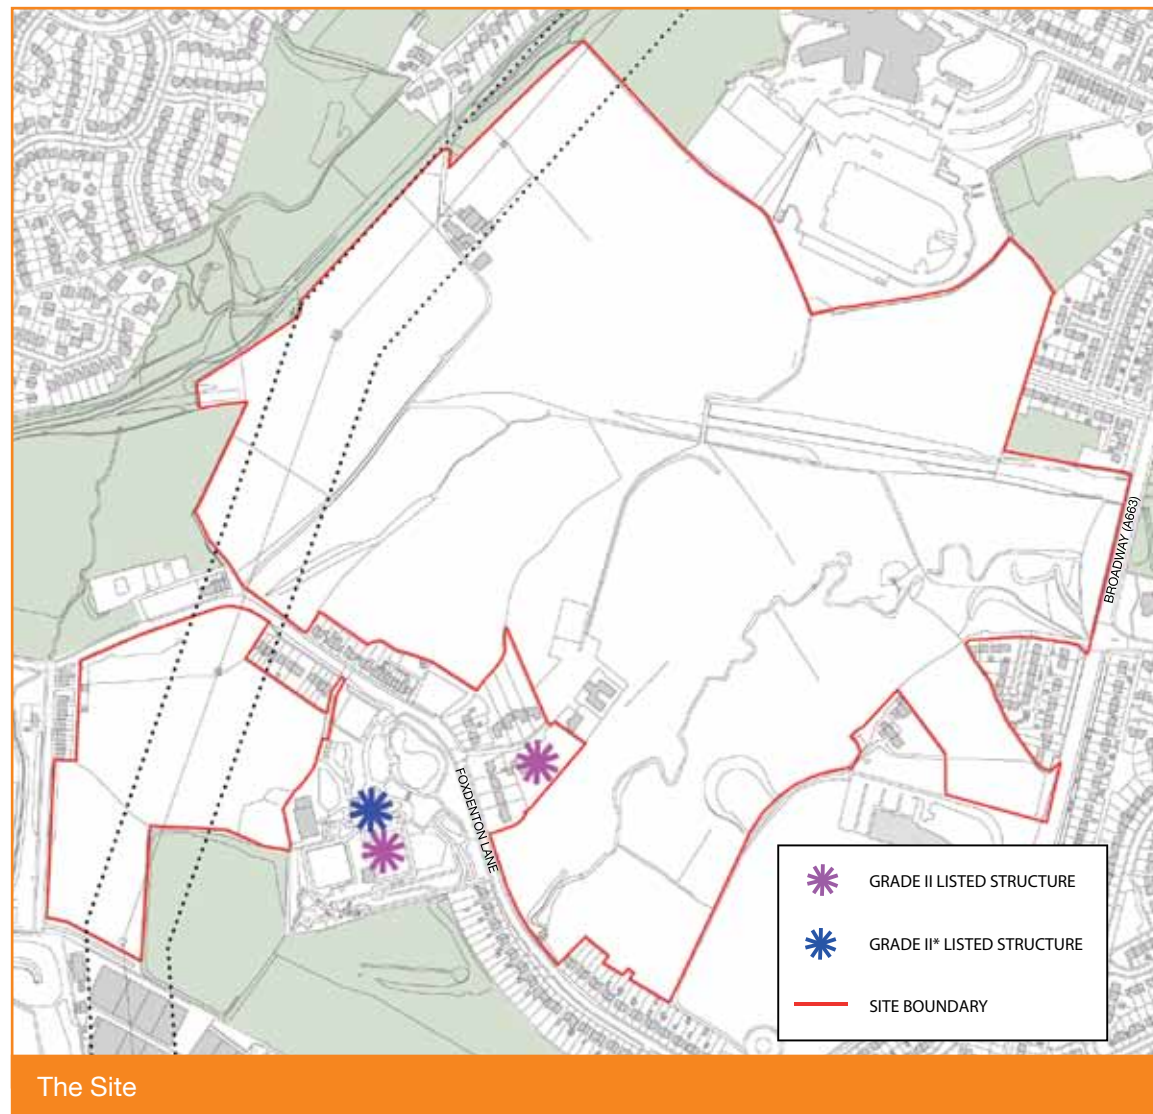 BROADWAY (A663)
FOXDENTON LANE
GRADE II LISTED STRUCTURE
GRADE II* LISTED STRUCTURE
SITE BOUNDARY
The Site